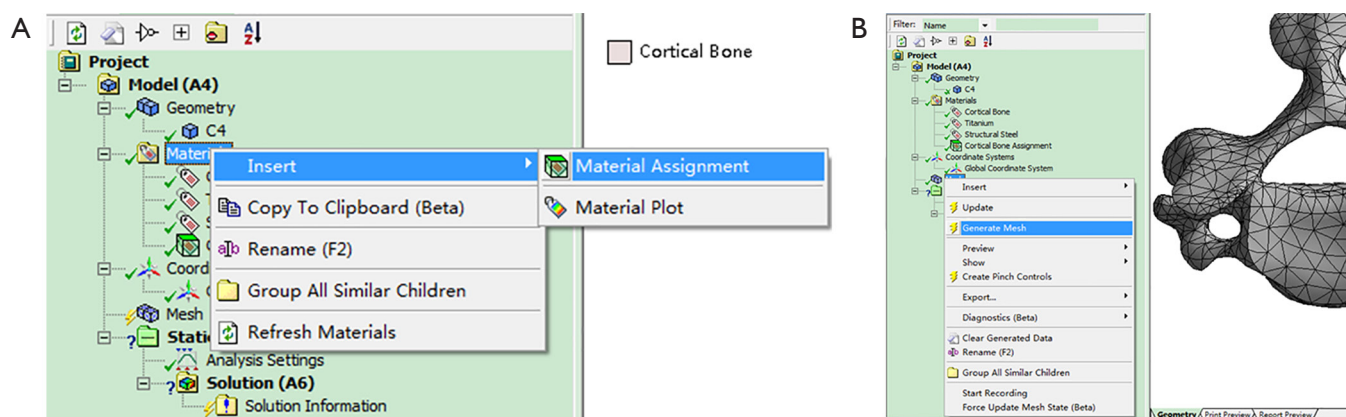 A
Project
Model (A4)
Geometry
C4
Materi
Insert
Material Assignment
Copy To Clipboard (Beta)
Material Plot
Rename (F2)
Coord
Group All Similar Children
Mesh
Refresh Materials
Stati
Analysis Settings
Solution (A6)
Solution Information
Cortical Bone
B
Filter: Name
Project
Model (A4)
Geometry
C4
Materials
Cortical Bone
Titanium
Structural Steel
Cortical Bone Assignment
Coordinate Systems
Global Coordinate System
Insert
Update
Generate Mesh
Preview
Show
Create Pinch Controls
Export...
Diagnostics (Beta)
Clear Generated Data
Rename (F2)
Group All Similar Children
Start Recording
Force Update Mesh State (Beta)
Geometry Print Preview Report Preview